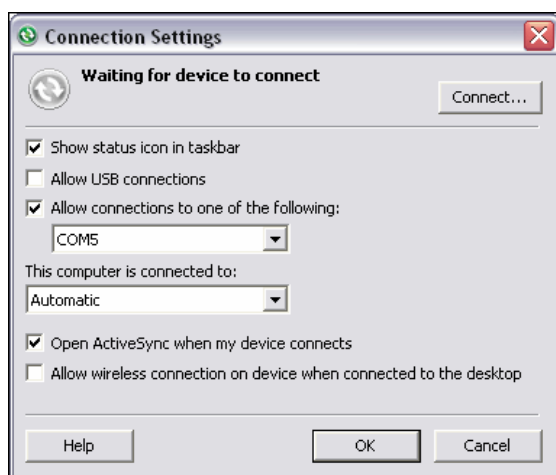 Connection Settings
Waiting for device to connect
Connect...
Show status icon in taskbar
Allow USB connections
Allow connections to one of the following:
COM5
This computer is connected to:
Automatic
Open ActiveSync when my device connects
Allow wireless connection on device when connected to the desktop
Help
OK
Cancel